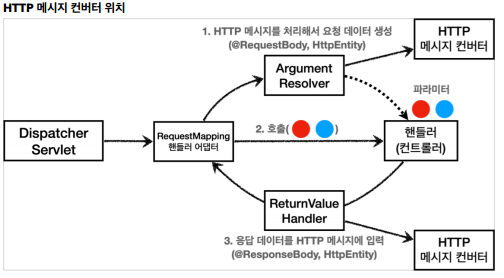 HTTP 메시지 컨버터 위치
1. HTTP 메시지를 처리해서 요청 데이터 생성
(@RequestBody, HttpEntity)
HTTP
메시지 컨버터
Argument
Resolver
파라미터
Dispatcher
Servlet
RequestMapping
핸들러 어댑터
2. 호출( )
핸들러
(컨트롤러)
ReturnValue
Handler
3. 응답 데이터를 HTTP 메시지에 입력
(@ResponseBody, HttpEntity)
HTTP
메시지 컨버터